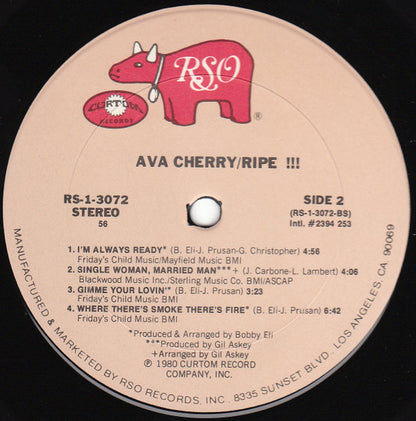 RSO
CURTOM
RECORDS
®
AVA CHERRY/RIPE !!!
RS-1-3072
STEREO
56
SIDE 2
(RS-1-3072-BS)
Intl. #2394 253
1. I'M ALWAYS READY* (B. Eli-J. Prusan-G. Christopher) 4:56
Friday's Child Music/Mayfield Music BMI
2. SINGLE WOMAN, MARRIED MAN***+ (J. Carbone-L. Lambert) 4:06
Blackwood Music Inc./Sterling Music Co. BMI/ASCAP
3. GIMME YOUR LOVIN'* (B. Eli-J. Prusan) 3:23
Friday's Child Music BMI
4. WHERE THERE'S SMOKE THERE'S FIRE* (B. Eli-J. Prusan) 6:42
Friday's Child Music BMI
*Produced & Arranged by Bobby Eli
***Produced by Gil Askey
+Arranged by Gil Askey
℗ 1980 CURTOM RECORD
COMPANY, INC.
MANUFACTURED & MARKETED BY RSO RECORDS, INC. 8335 SUNSET BLVD. LOS ANGELES, CA 90069